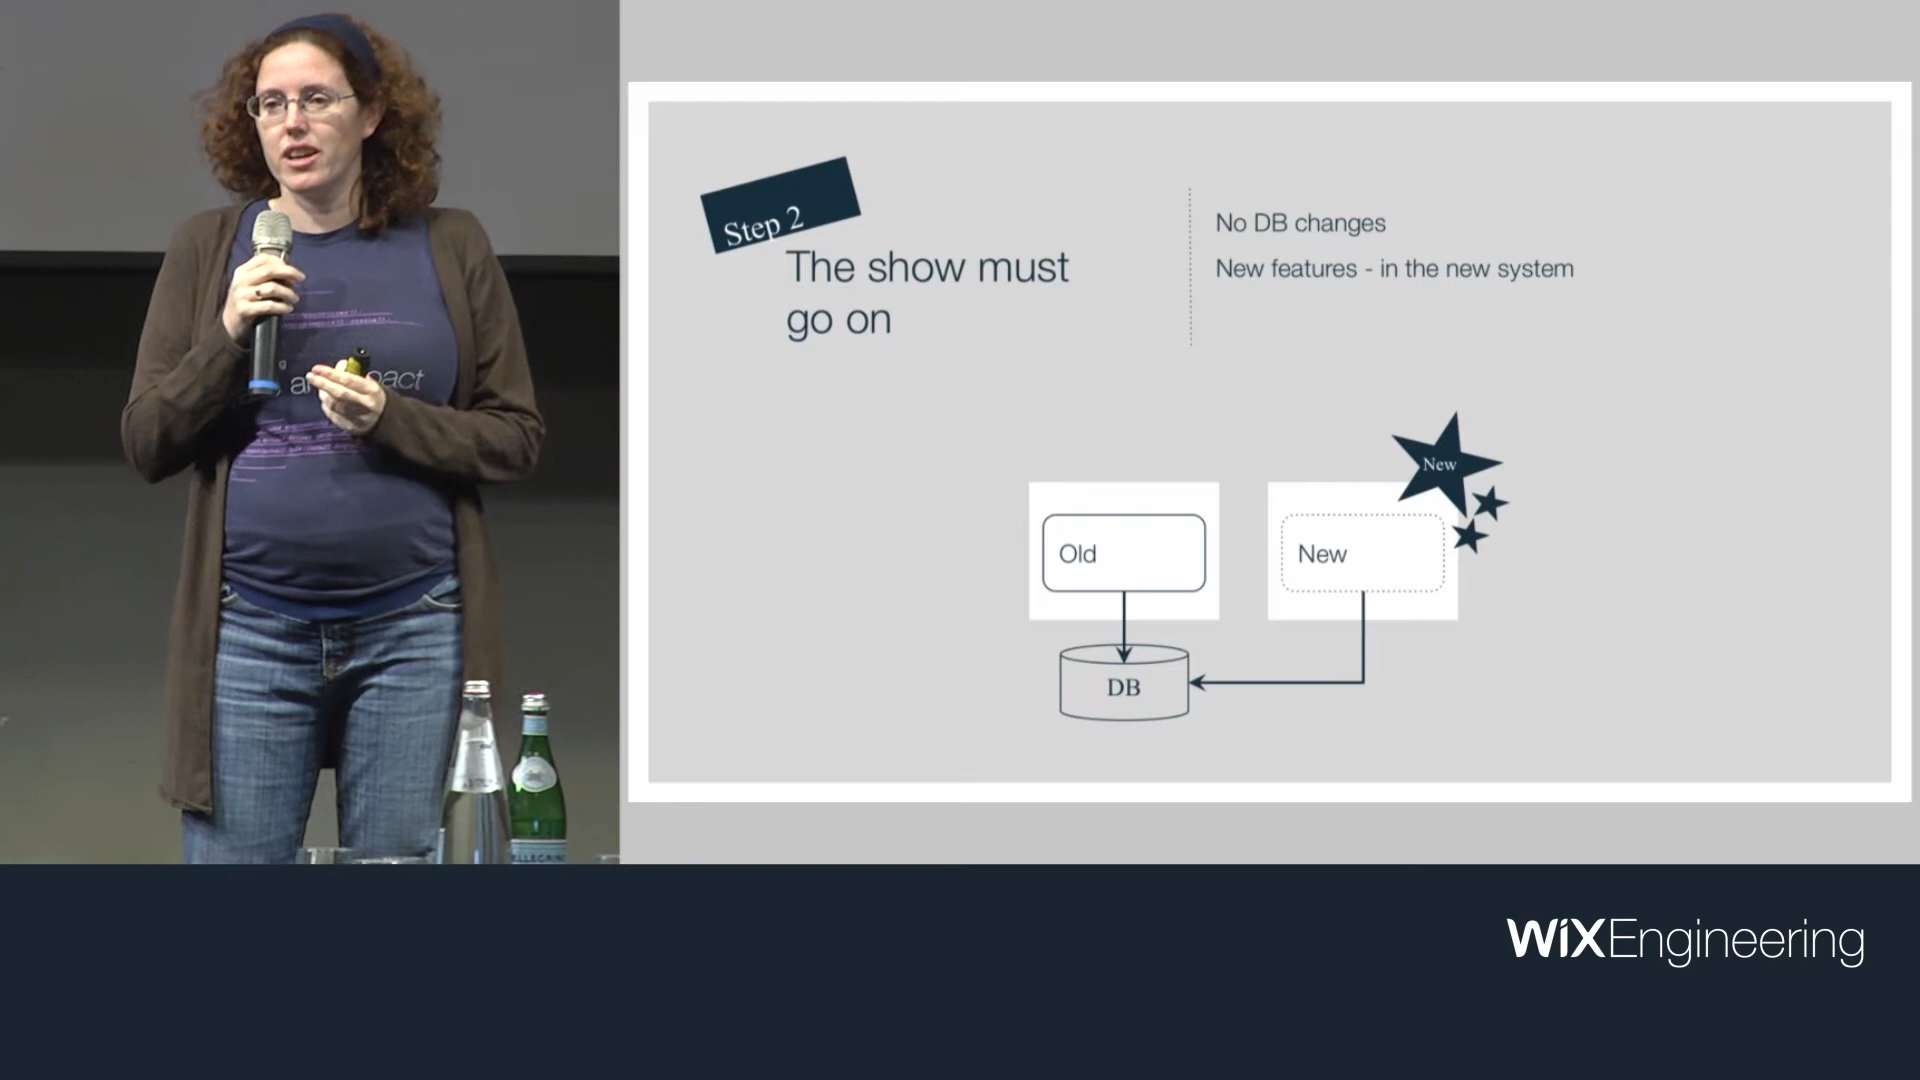 Step 2
The show must
go on
No DB changes
New features - in the new system
New
Old
New
DB
WiXEngineering